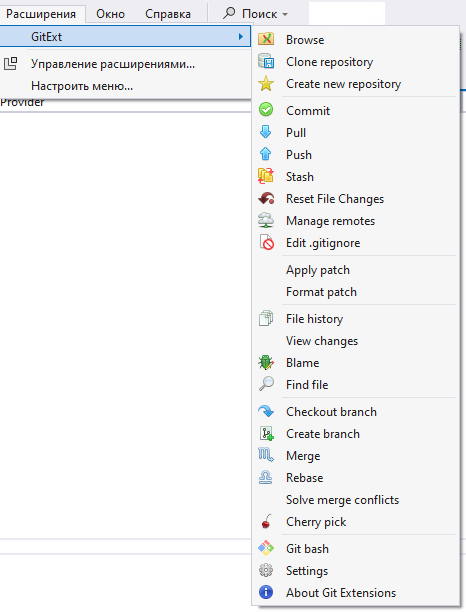 Расширения Окно Справка Поиск
GitExt
Управление расширениями...
Настроить меню...
Provider
Browse
Clone repository
Create new repository
Commit
Pull
Push
Stash
Reset File Changes
Manage remotes
Edit .gitignore
Apply patch
Format patch
File history
View changes
Blame
Find file
Checkout branch
Create branch
Merge
Rebase
Solve merge conflicts
Cherry pick
Git bash
Settings
About Git Extensions